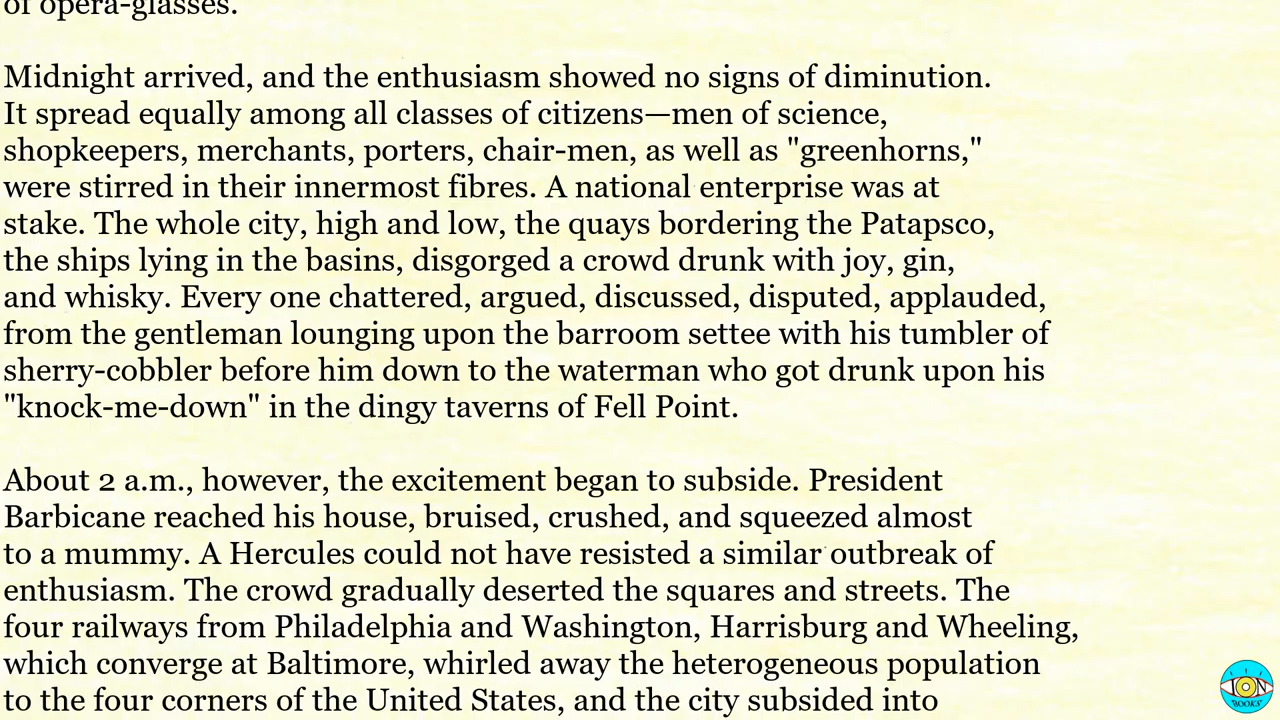 of opera-glasses.
Midnight arrived, and the enthusiasm showed no signs of diminution.
It spread equally among all classes of citizens—men of science,
shopkeepers, merchants, porters, chair-men, as well as "greenhorns,"
were stirred in their innermost fibres. A national enterprise was at
stake. The whole city, high and low, the quays bordering the Patapsco,
the ships lying in the basins, disgorged a crowd drunk with joy, gin,
and whisky. Every one chattered, argued, discussed, disputed, applauded,
from the gentleman lounging upon the barroom settee with his tumbler of
sherry-cobbler before him down to the waterman who got drunk upon his
"knock-me-down" in the dingy taverns of Fell Point.
About 2 a.m., however, the excitement began to subside. President
Barbicane reached his house, bruised, crushed, and squeezed almost
to a mummy. A Hercules could not have resisted a similar outbreak of
enthusiasm. The crowd gradually deserted the squares and streets. The
four railways from Philadelphia and Washington, Harrisburg and Wheeling,
which converge at Baltimore, whirled away the heterogeneous population
to the four corners of the United States, and the city subsided into
ION
BOOKS